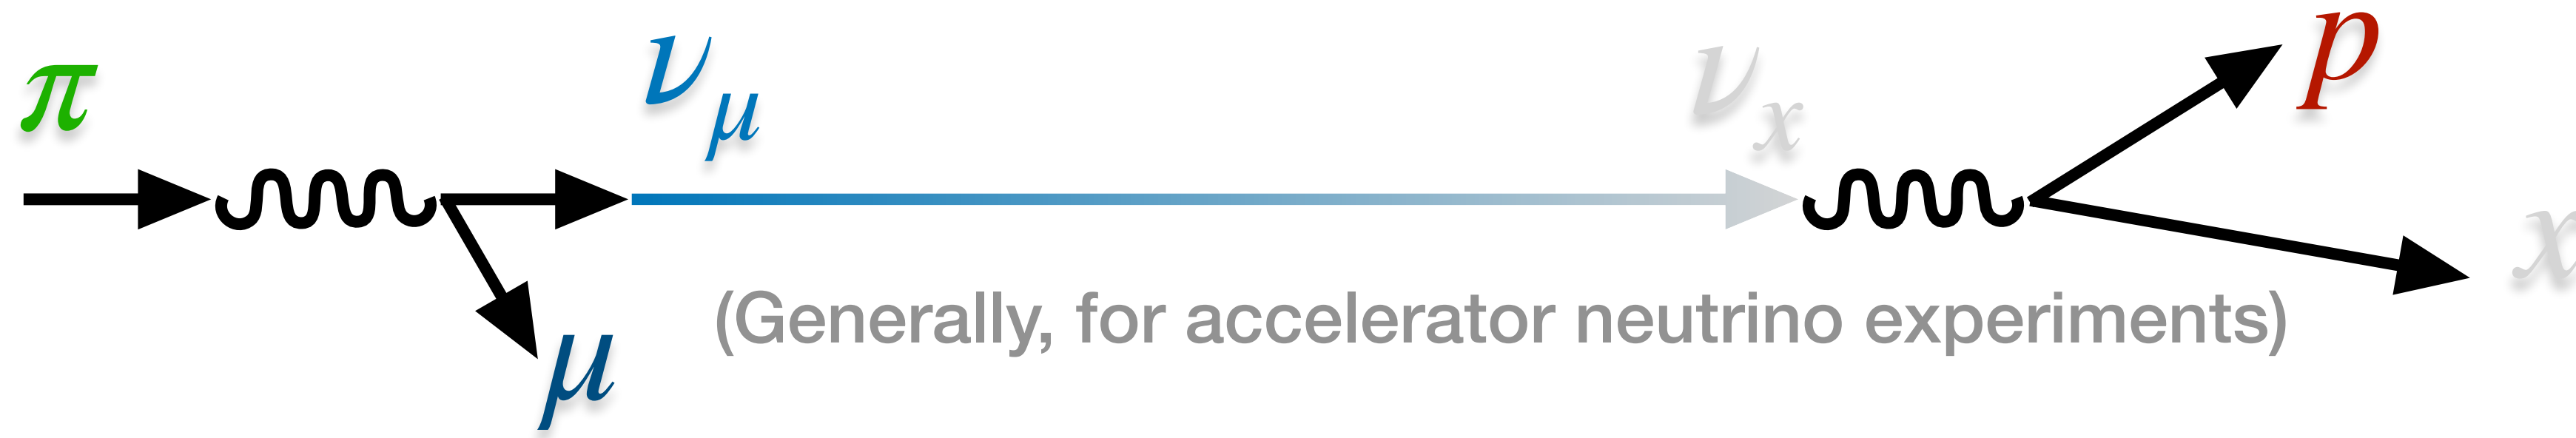 π
ν_μ
ν_x
p
x
μ
(Generally, for accelerator neutrino experiments)